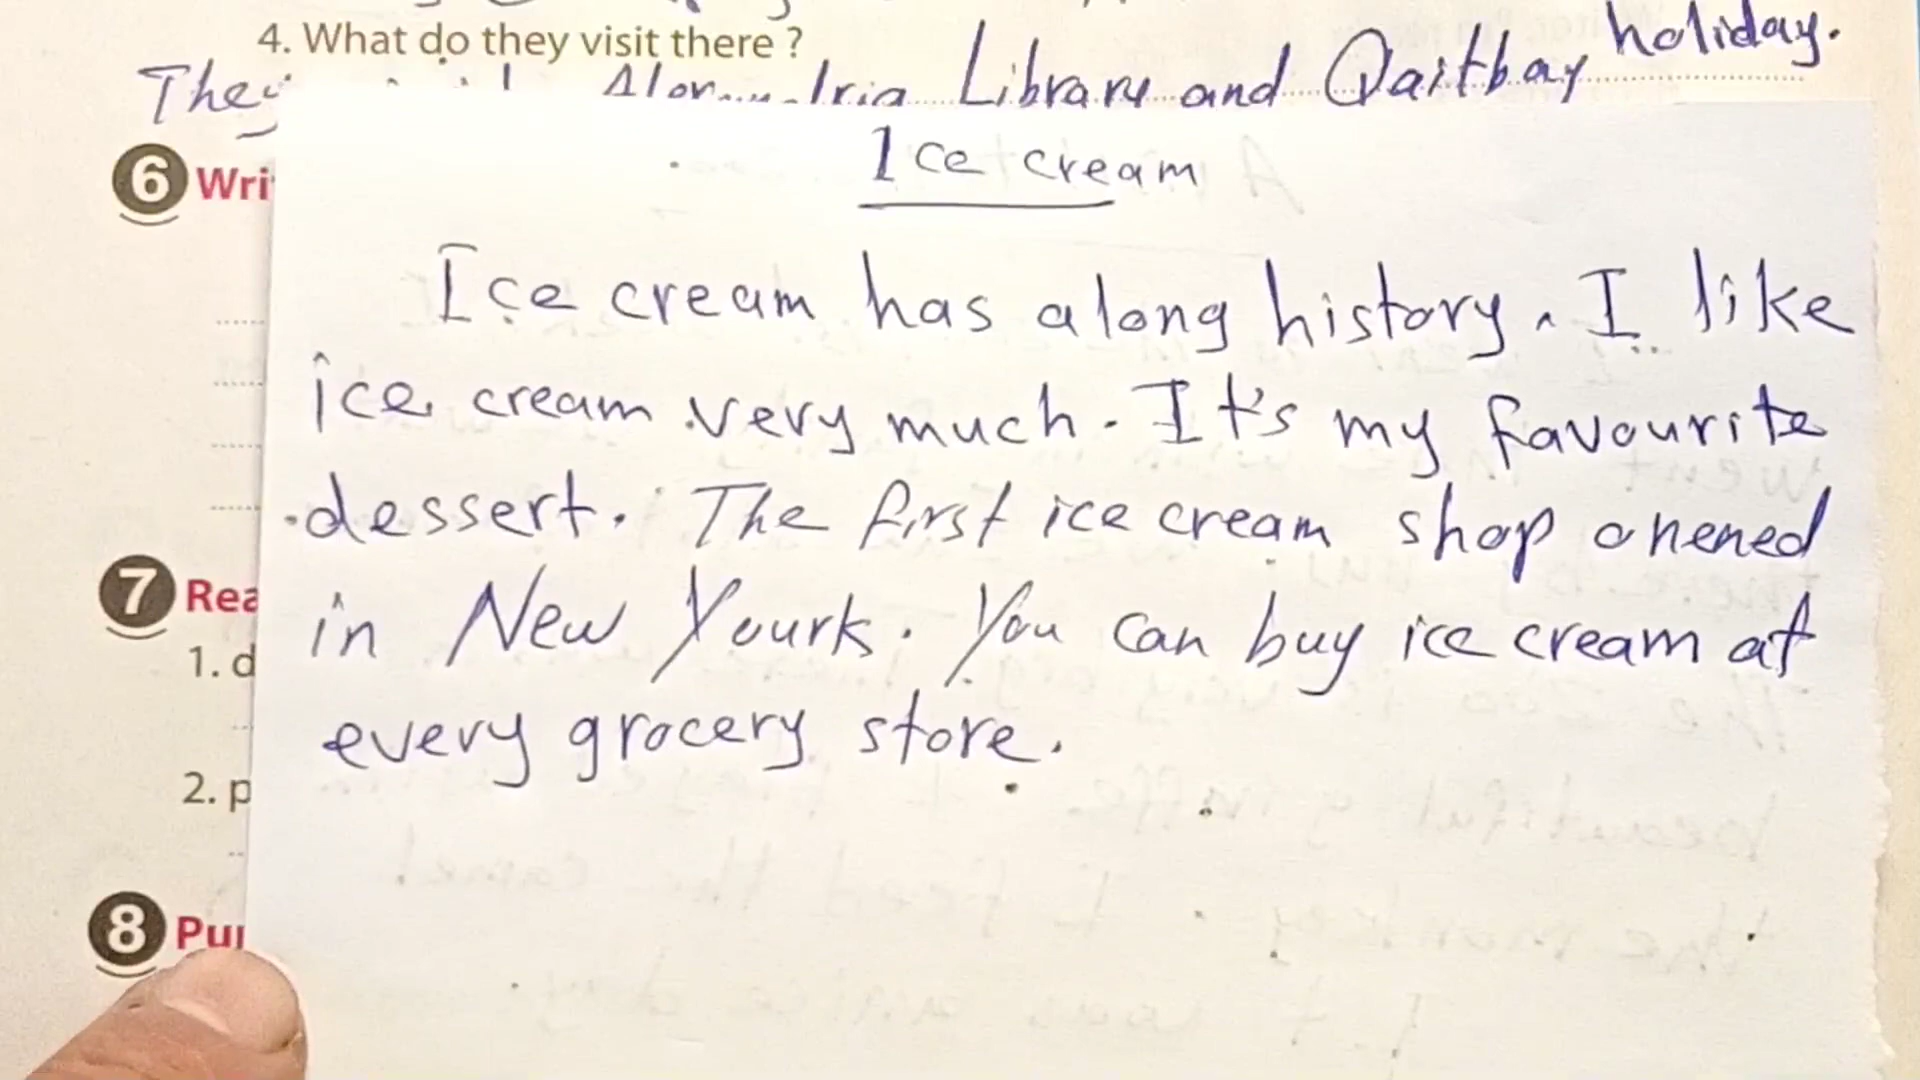 4. What do they visit there ?
They Library and Qaitbay holiday.
6 Wri
Ice cream
Ice cream has along history. I like
ice cream very much. It's my favourite
dessert. The first ice cream shop onened
in New Yourk. You can buy ice cream at
every grocery store.
7 Rea
1. d
2. p
8 Pur